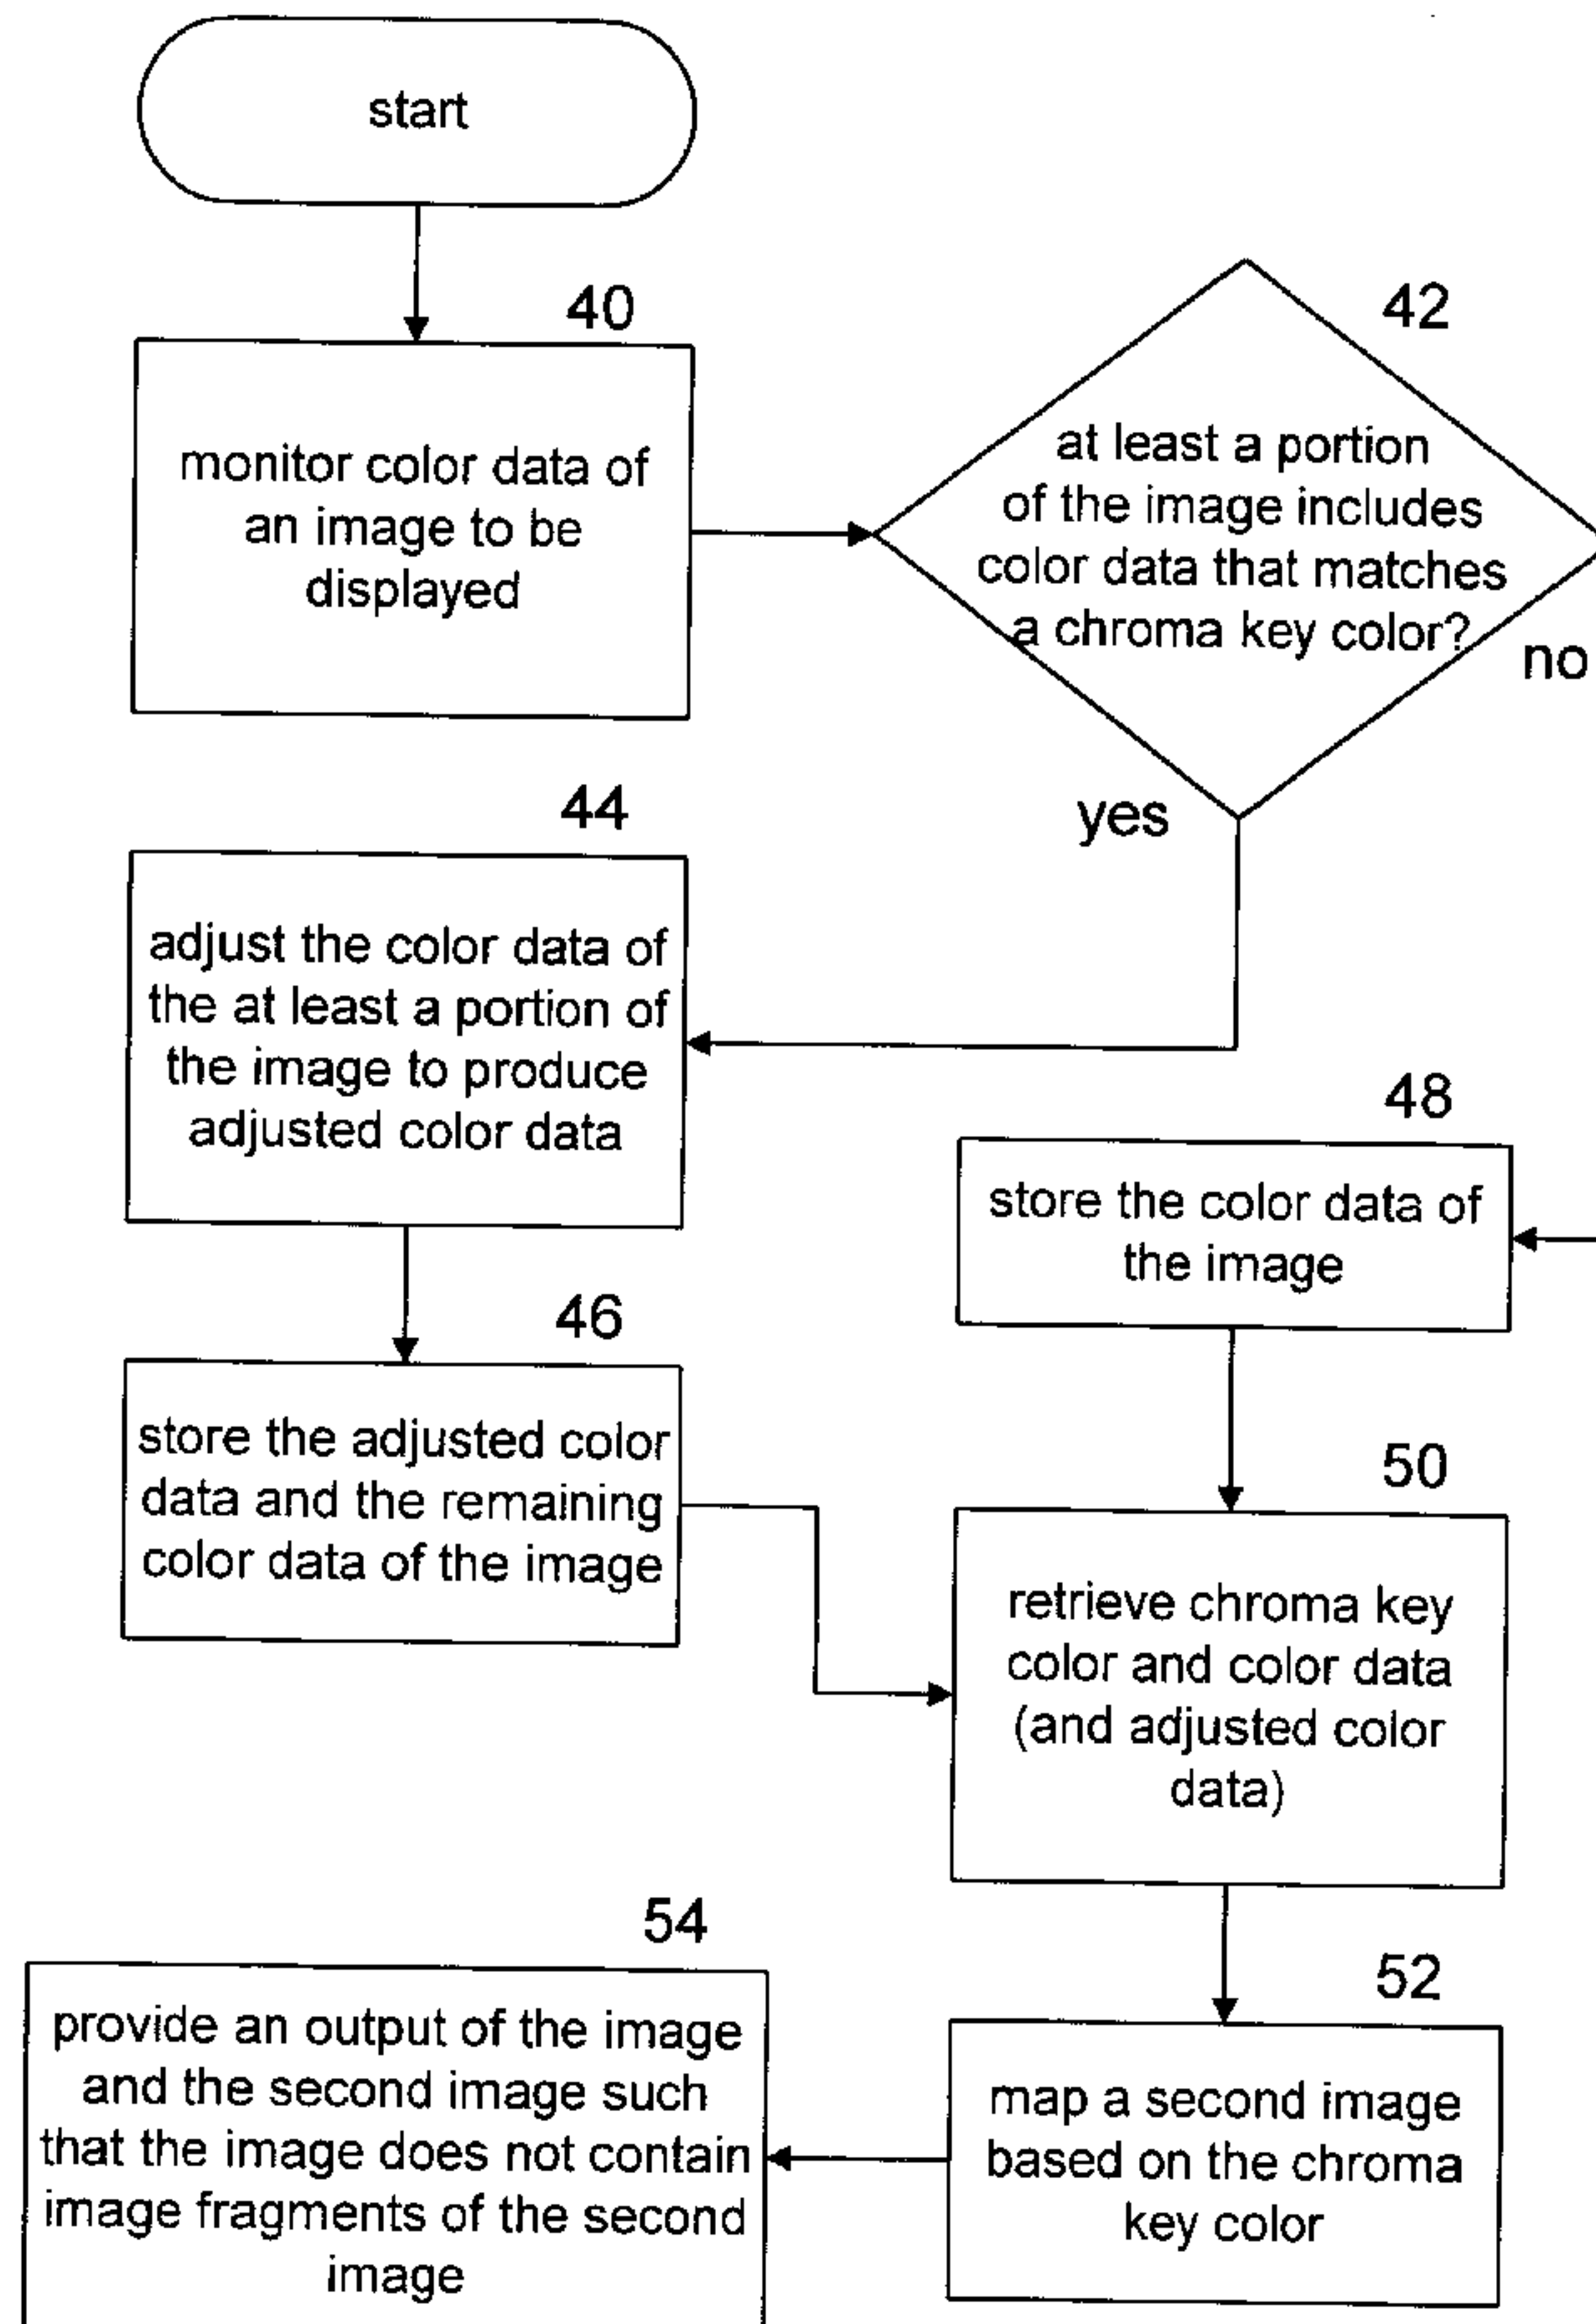 start
40
monitor color data of
an image to be
displayed
42
at least a portion
of the image includes
color data that matches
a chroma key color?
no
yes
44
adjust the color data of
the at least a portion of
the image to produce
adjusted color data
46
store the adjusted color
data and the remaining
color data of the image
48
store the color data of
the image
50
retrieve chroma key
color and color data
(and adjusted color
data)
52
map a second image
based on the chroma
key color
54
provide an output of the image
and the second image such
that the image does not contain
image fragments of the second
image